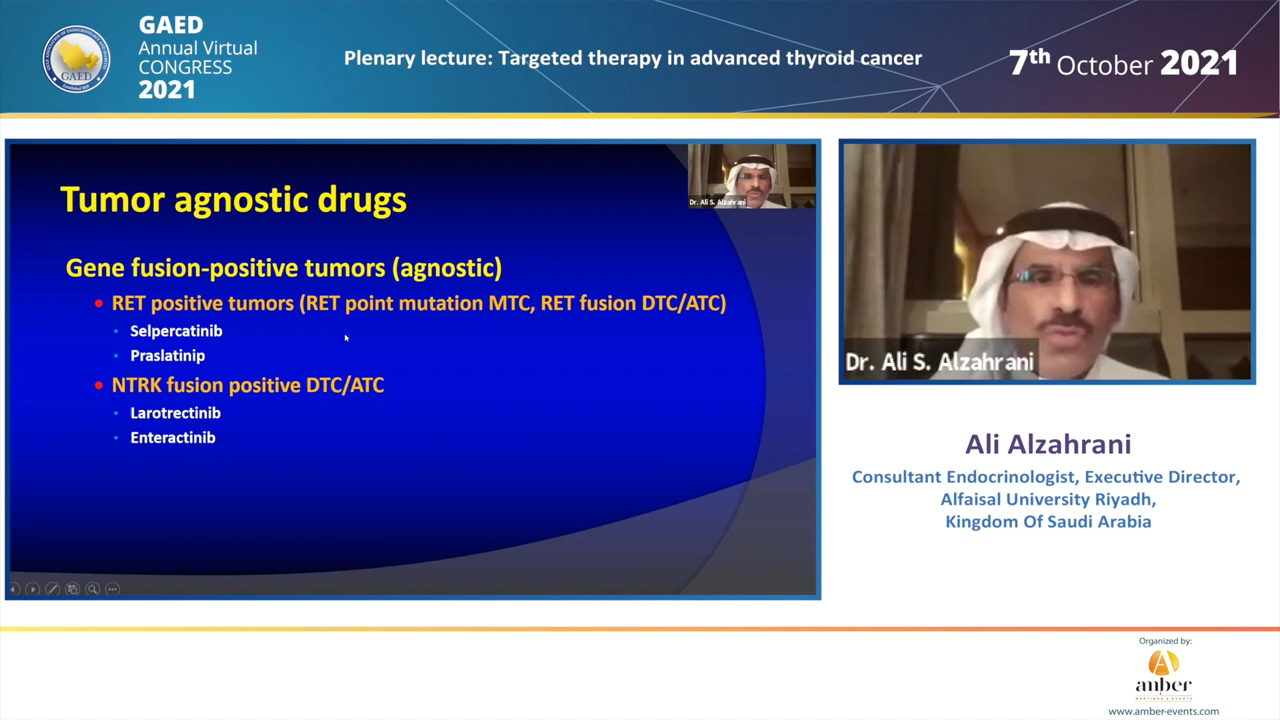 GAED
Annual Virtual
CONGRESS
2021
Plenary lecture: Targeted therapy in advanced thyroid cancer
7th October 2021
GAED
Tumor agnostic drugs
Dr. Ali S. Alzahrani
Gene fusion-positive tumors (agnostic)
• RET positive tumors (RET point mutation MTC, RET fusion DTC/ATC)
• Selpercatinib
• Praslatinip
• NTRK fusion positive DTC/ATC
• Larotrectinib
• Enteractinib
Dr. Ali S. Alzahrani
Ali Alzahrani
Consultant Endocrinologist, Executive Director,
Alfaisal University Riyadh,
Kingdom Of Saudi Arabia
Organized by:
anber
www.amber-events.com